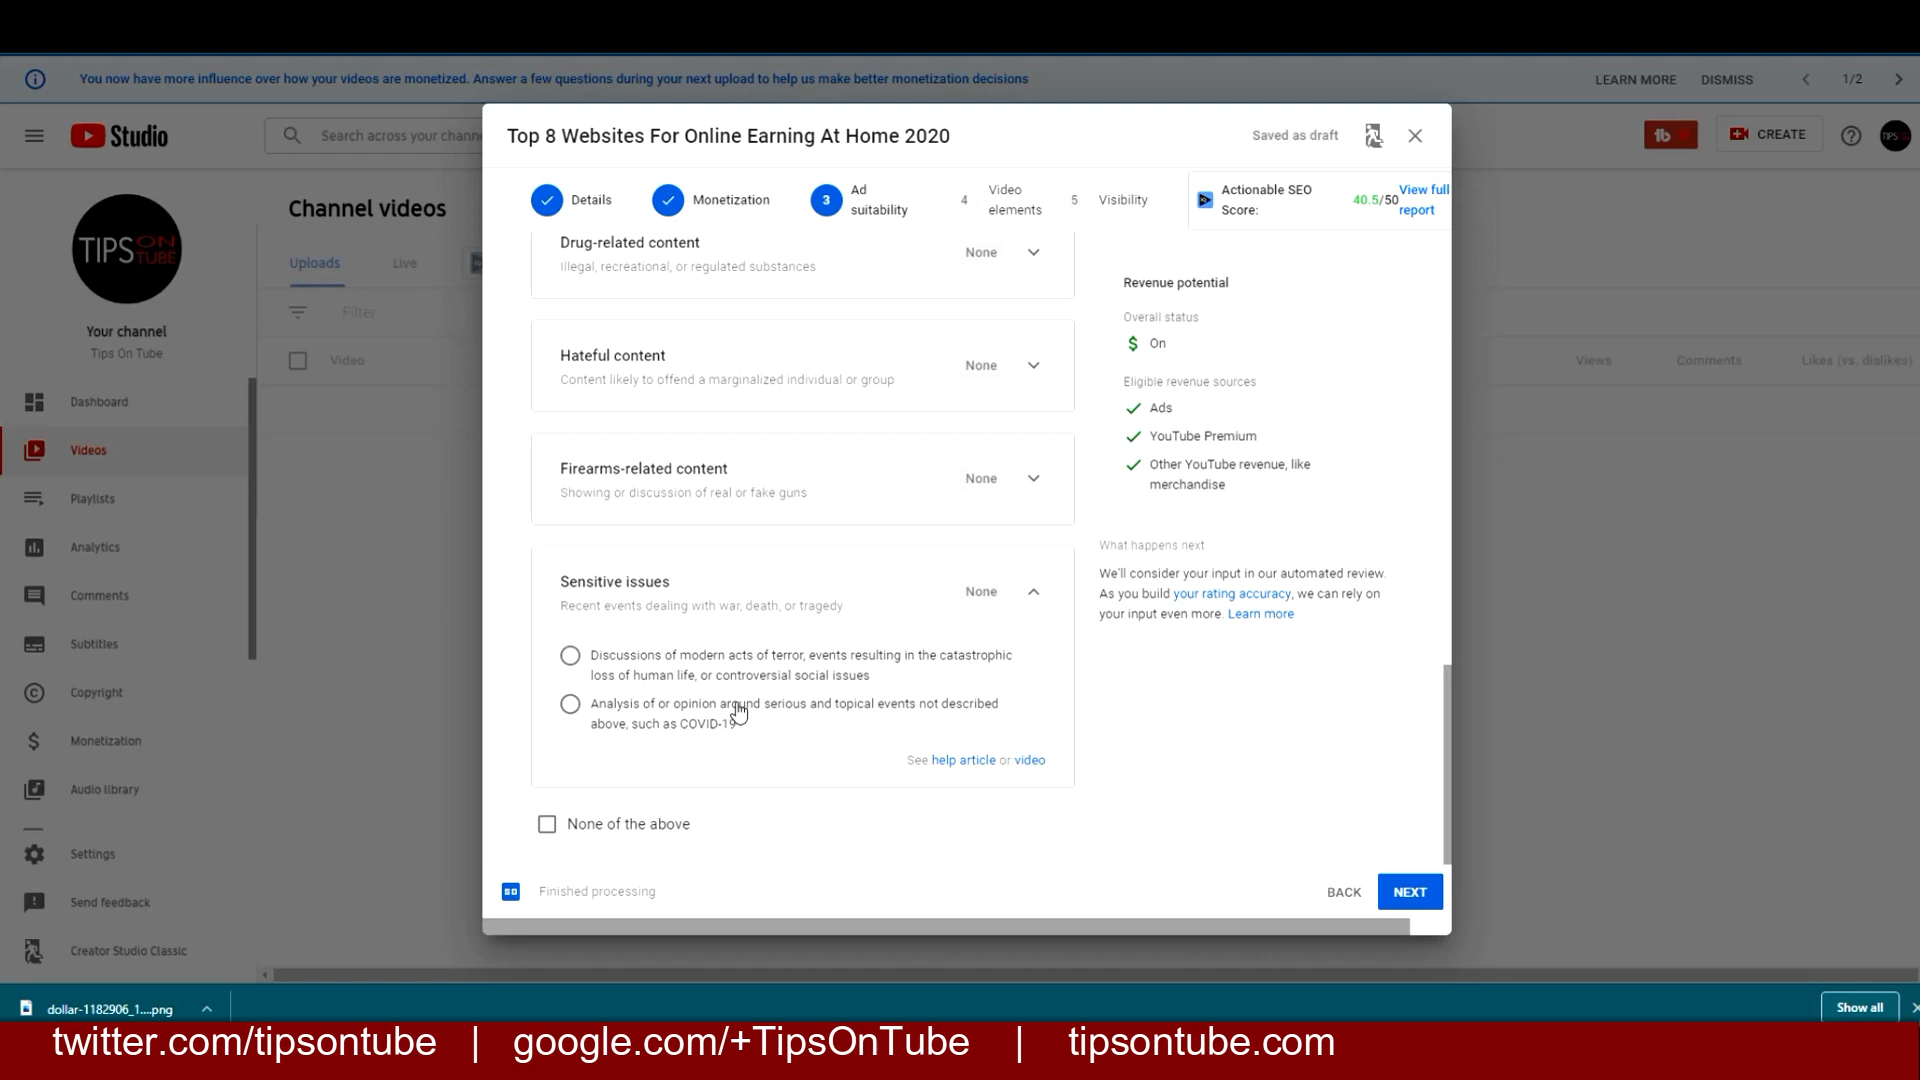 You now have more influence over how your videos are monetized. Answer a few questions during your next upload to help us make better monetization decisions
LEARN MORE
DISMISS
1/2
Studio
Search across your chann
Top 8 Websites For Online Earning At Home 2020
Saved as draft
CREATE
TIPS
Details
Monetization
3
Ad
suitability
4
Video
elements
5
Visibility
Actionable SEO
Score:
40.5/50
View full
report
TIPS ON
TUBE
Your channel
Tips On Tube
Dashboard
Videos
Playlists
Analytics
Comments
Subtitles
Copyright
Monetization
Audio library
Settings
Send feedback
Creator Studio Classic
Channel videos
Uploads
Live
Filter
Video
Views
Comments
Likes (vs. dislikes)
Drug-related content
Illegal, recreational, or regulated substances
None
Hateful content
Content likely to offend a marginalized individual or group
None
Firearms-related content
Showing or discussion of real or fake guns
None
Sensitive issues
Recent events dealing with war, death, or tragedy
None
Discussions of modern acts of terror, events resulting in the catastrophic
loss of human life, or controversial social issues
Analysis of or opinion around serious and topical events not described
above, such as COVID-19
See help article or video
None of the above
Revenue potential
Overall status
$ On
Eligible revenue sources
Ads
YouTube Premium
Other YouTube revenue, like
merchandise
What happens next
We'll consider your input in our automated review.
As you build your rating accuracy, we can rely on
your input even more. Learn more
SD
Finished processing
BACK
NEXT
dollar-1182906_1....png
Show all
twitter.com/tipsontube | google.com/+TipsOnTube | tipsontube.com